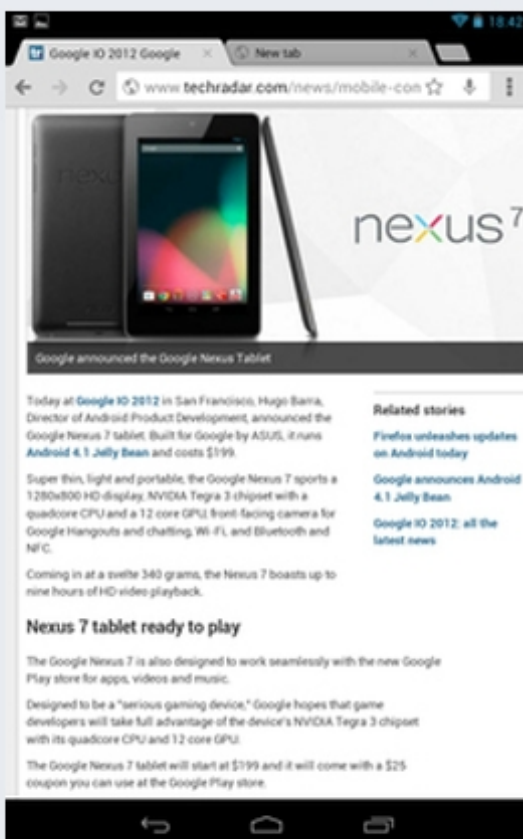 18:42
Google IO 2012 Google
New tab
www.techradar.com/news/mobile-con
nexus 7
Google announced the Google Nexus Tablet
Today at Google IO 2012 in San Francisco, Hugo Barra,
Director of Android Product Development, announced the
Google Nexus 7 tablet. Built for Google by ASUS, it runs
Android 4.1 Jelly Bean and costs $199.
Super thin, light and portable, the Google Nexus 7 sports a
1280x800 HD display, NVIDIA Tegra 3 chipset with a
quadcore CPU and a 12 core GPU, front-facing camera for
Google Hangouts and chatting, Wi-Fi, and Bluetooth and
NFC.
Coming in at a svelte 340 grams, the Nexus 7 boasts up to
nine hours of HD video playback.
Related stories
Firefox unleashes updates
on Android today
Google announces Android
4.1 Jelly Bean
Google IO 2012: all the
latest news
Nexus 7 tablet ready to play
The Google Nexus 7 is also designed to work seamlessly with the new Google
Play store for apps, videos and music.
Designed to be a "serious gaming device," Google hopes that game
developers will take full advantage of the device's NVIDIA Tegra 3 chipset
with its quadcore CPU and 12 core GPU.
The Google Nexus 7 tablet will start at $199 and it will come with a $25
coupon you can use at the Google Play store.